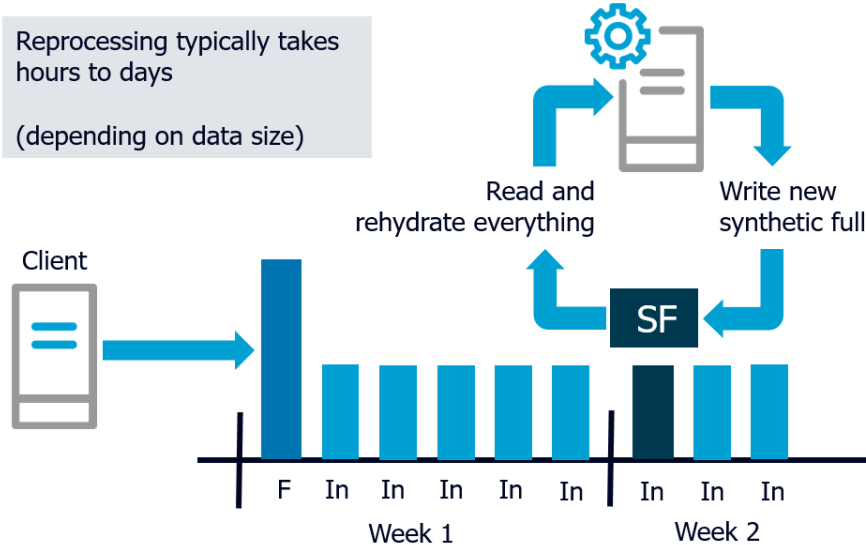 Reprocessing typically takes
hours to days
(depending on data size)
Read and
rehydrate everything
Write new
synthetic full
Client
SF
F In In In In In In In In
Week 1 Week 2